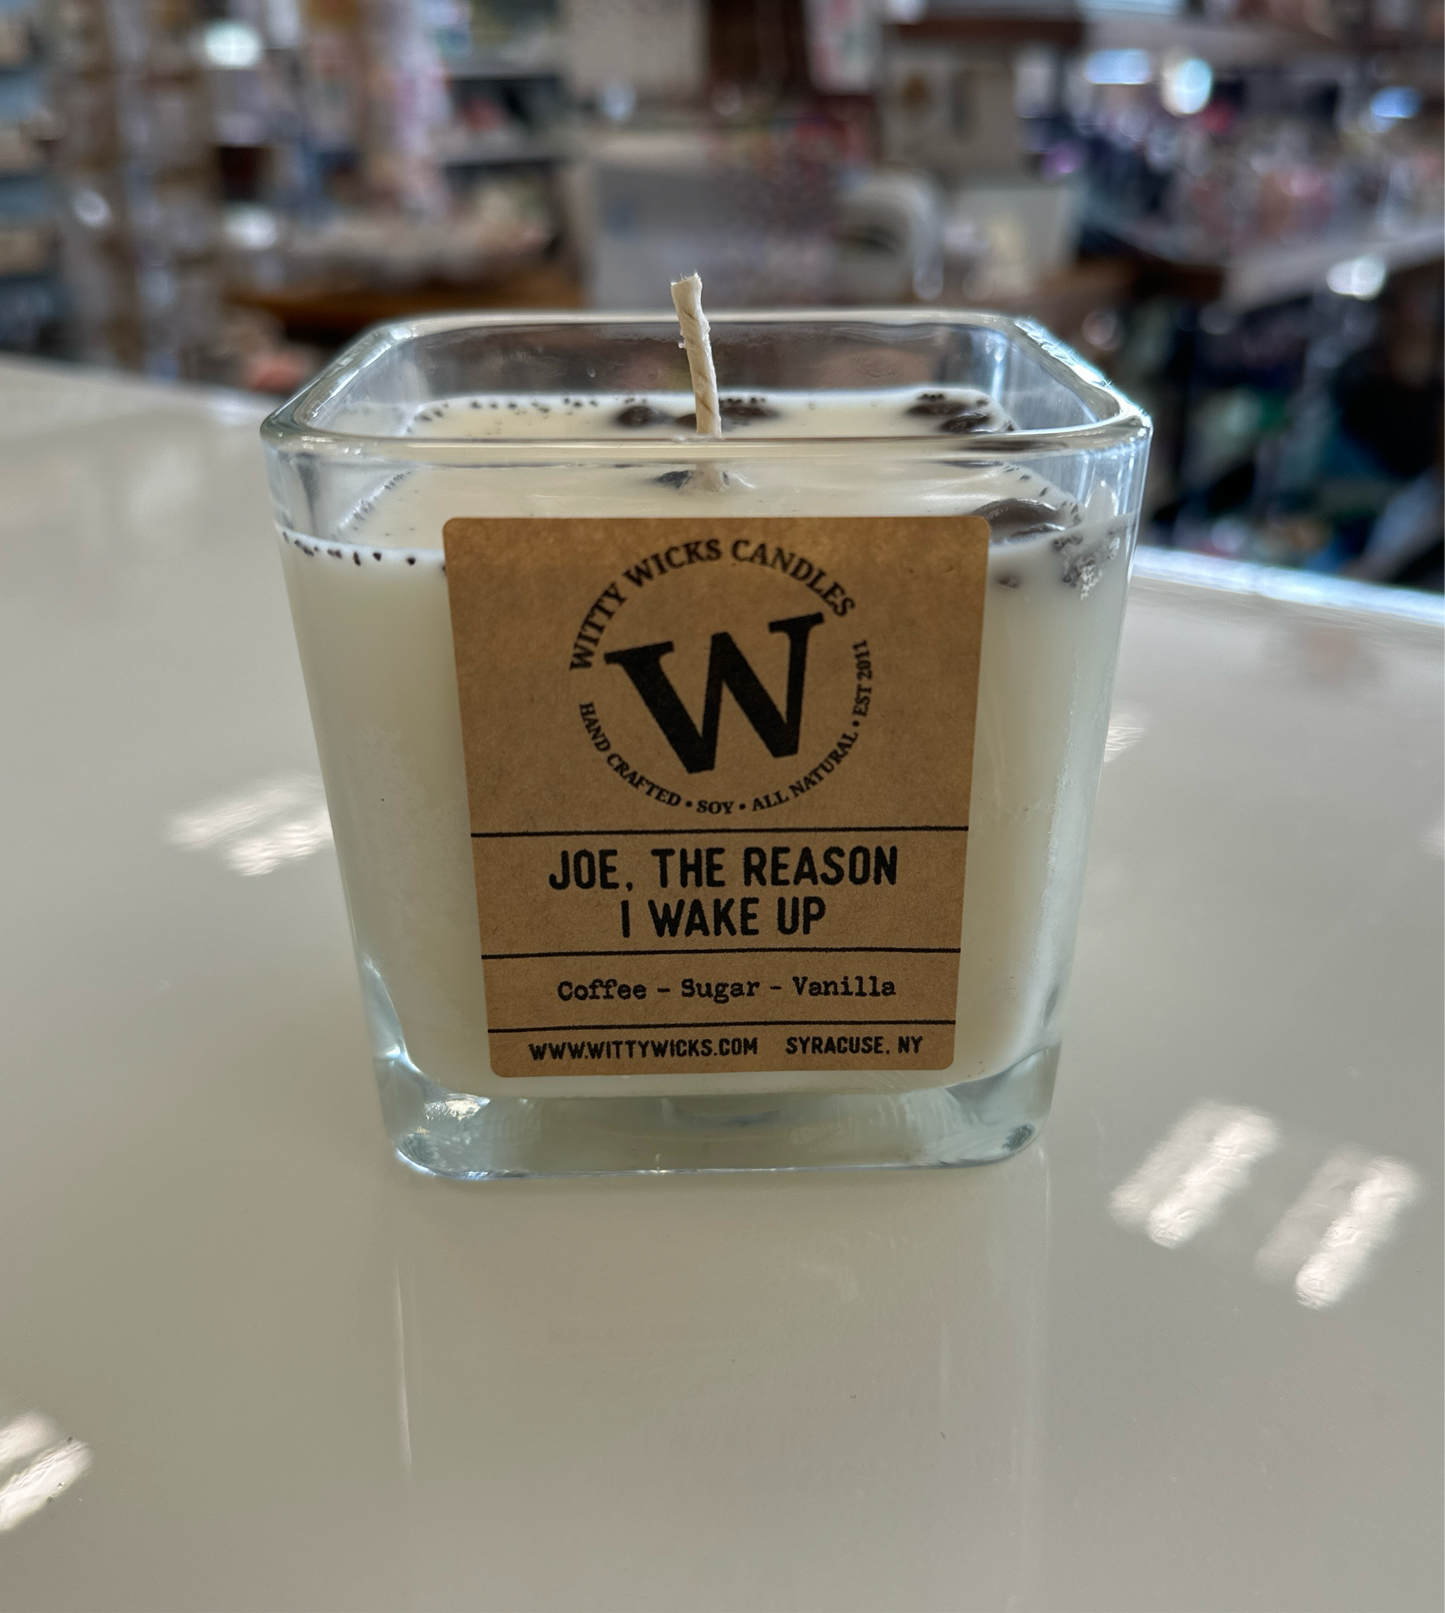 WITTY WICKS CANDLES
W
HAND CRAFTED • SOY • ALL NATURAL • EST 2011
JOE, THE REASON
I WAKE UP
Coffee - Sugar - Vanilla
WWW.WITTYWICKS.COM SYRACUSE, NY